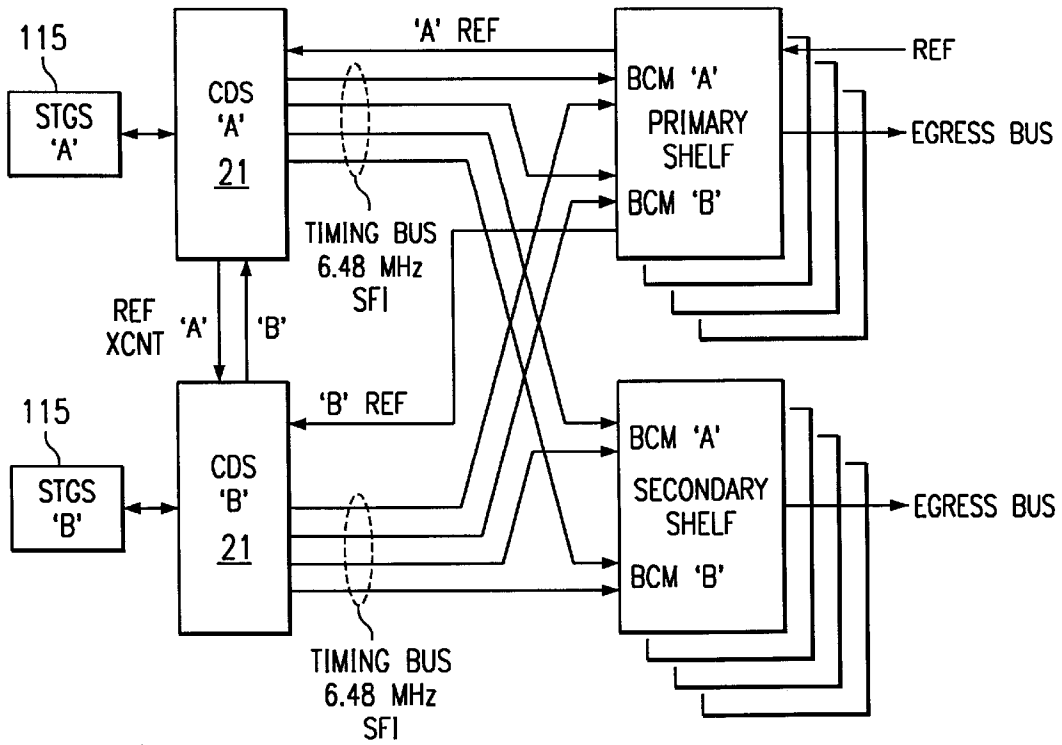 115
STGS
'A'
CDS
'A'
21
'A' REF
TIMING BUS
6.48 MHz
SFI
BCM 'A'
PRIMARY
SHELF
BCM 'B'
REF
EGRESS BUS
REF
XCNT
'A'
'B'
115
STGS
'B'
CDS
'B'
21
'B' REF
TIMING BUS
6.48 MHz
SFI
BCM 'A'
SECONDARY
SHELF
BCM 'B'
EGRESS BUS